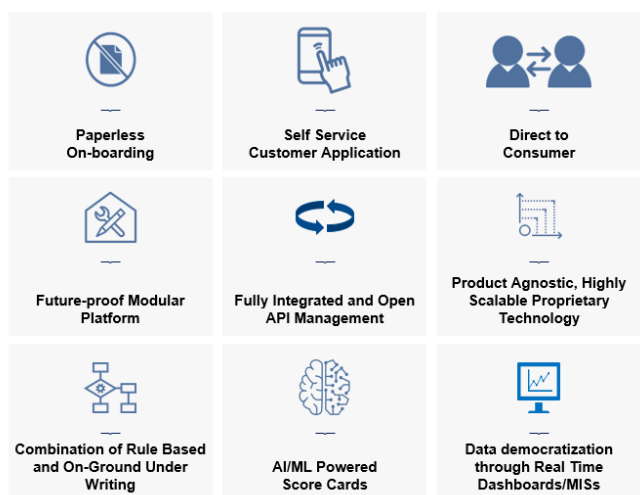 Paperless
On-boarding
Self Service
Customer Application
Direct to
Consumer
Future-proof Modular
Platform
Fully Integrated and Open
API Management
Product Agnostic, Highly
Scalable Proprietary
Technology
Combination of Rule Based
and On-Ground Under
Writing
AI/ML Powered
Score Cards
Data democratization
through Real Time
Dashboards/MISs